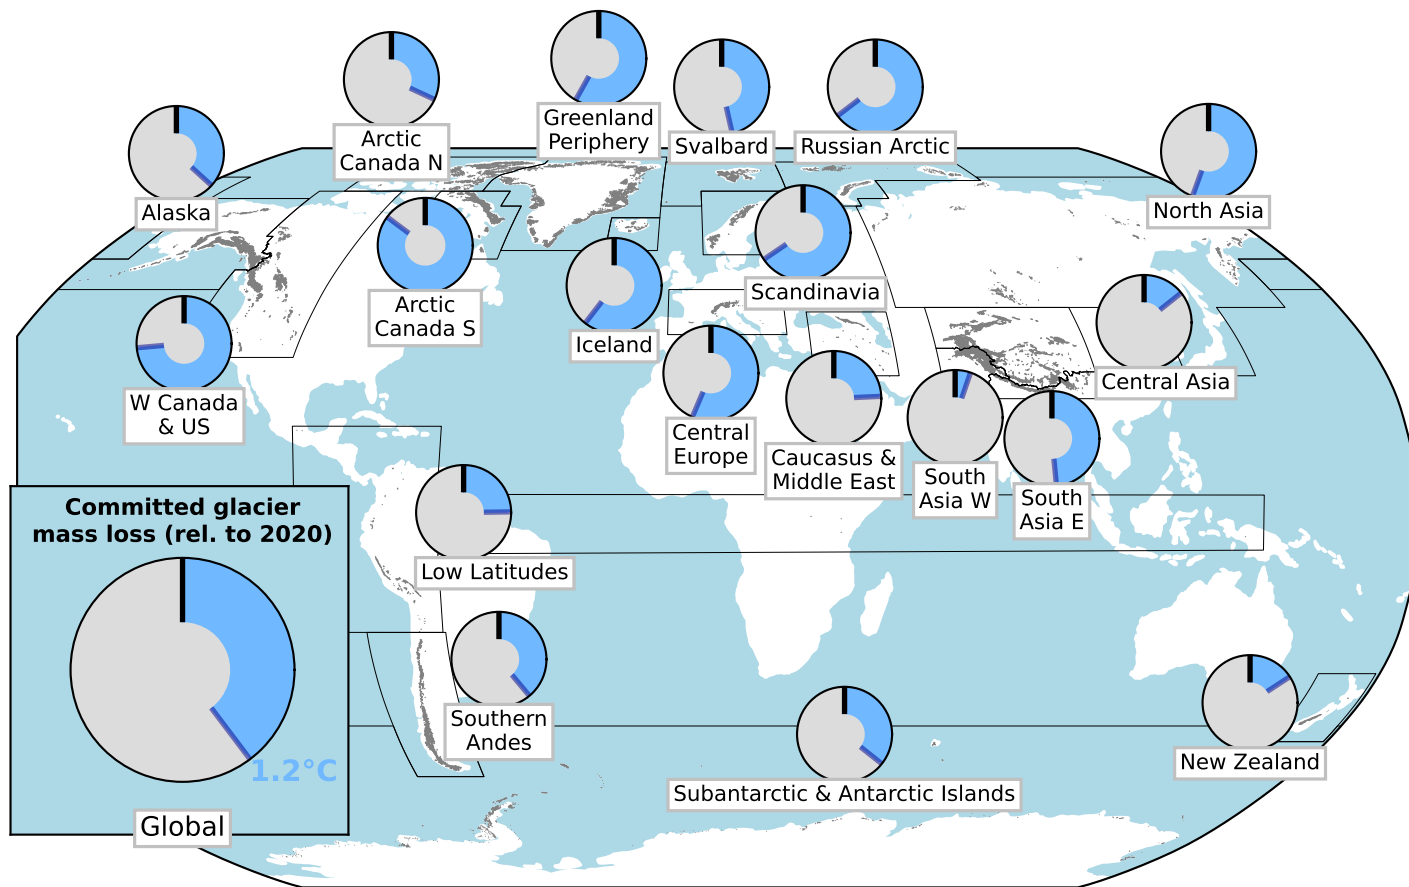 Greenland
Periphery
Arctic
Canada N
Svalbard
Russian Arctic
Alaska
North Asia
Arctic
Canada S
Scandinavia
Iceland
Central Asia
W Canada
& US
Central
Europe
Caucasus &
Middle East
South
Asia W
South
Asia E
Committed glacier
mass loss (rel. to 2020)
1.2°C
Global
Low Latitudes
Southern
Andes
New Zealand
Subantarctic & Antarctic Islands